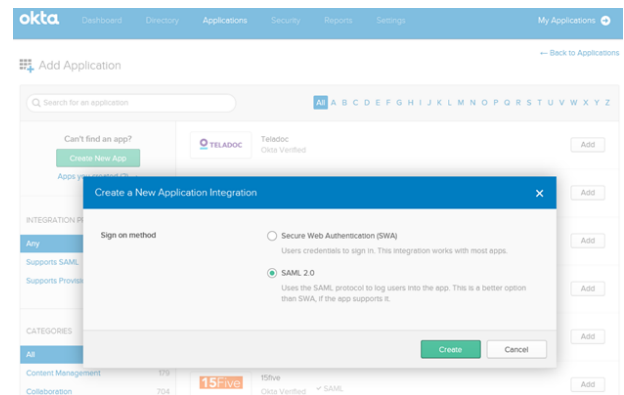 okta Dashboard Directory Applications Security Reports Settings My Applications
← Back to Applications
Add Application
Search for an application
All A B C D E F G H I J K L M N O P Q R S T U V W X Y Z
Can't find an app?
Create New App
Apps you created
TELADOC
Teladoc
Okta Verified
Add
Create a New Application Integration
Add
INTEGRATION
Sign on method
Secure Web Authentication (SWA)
Users credentials to sign in. This integration works with most apps.
Any
Add
Supports SAML
SAML 2.0
Supports
Uses the SAML protocol to log users into the app. This is a better option
than SWA, if the app supports it.
Add
CATEGORIES
Add
All
Create
Cancel
Content Management 179
15Five
15five
Okta Verified ✓ SAML
Add
Collaboration 704